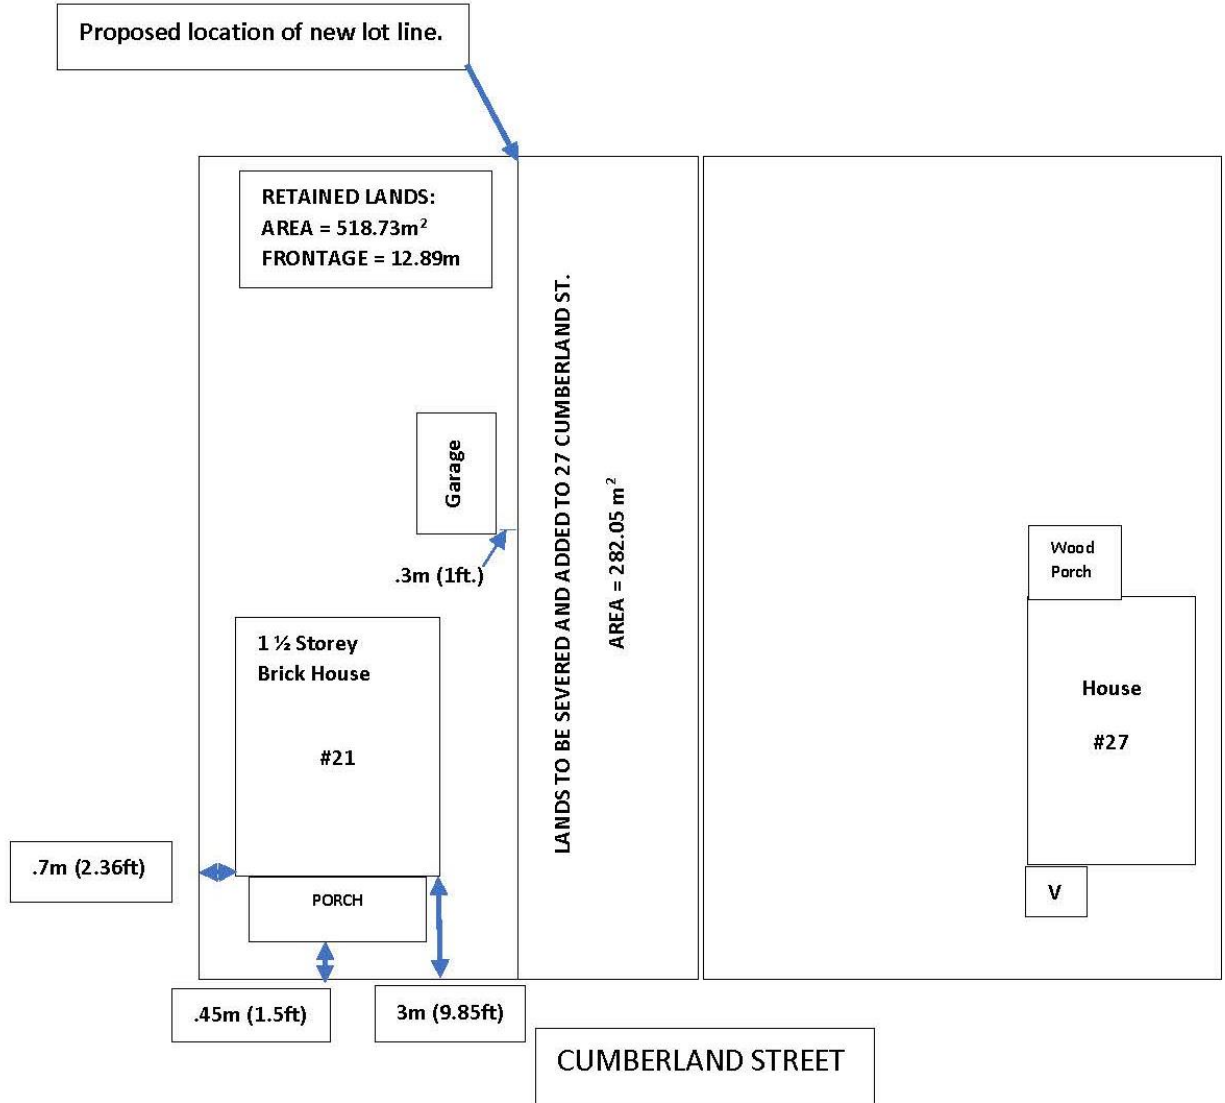 Proposed location of new lot line.
RETAINED LANDS:
AREA = 518.73m²
FRONTAGE = 12.89m
LANDS TO BE SEVERED AND ADDED TO 27 CUMBERLAND ST.
AREA = 282.05 m²
Garage
.3m (1ft.)
Wood
Porch
1 ½ Storey
Brick House
#21
House
#27
.7m (2.36ft)
PORCH
V
.45m (1.5ft)
3m (9.85ft)
CUMBERLAND STREET